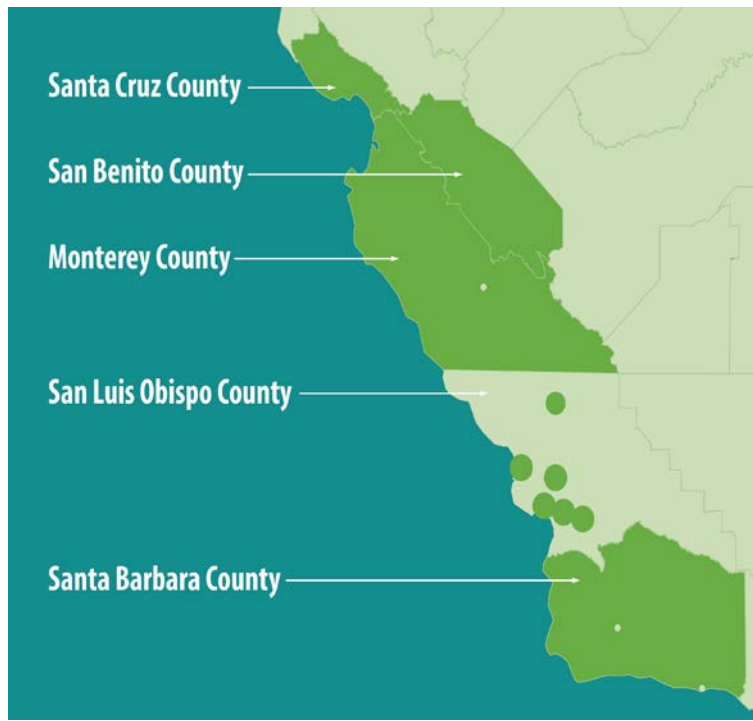 Santa Cruz County
San Benito County
Monterey County
San Luis Obispo County
Santa Barbara County